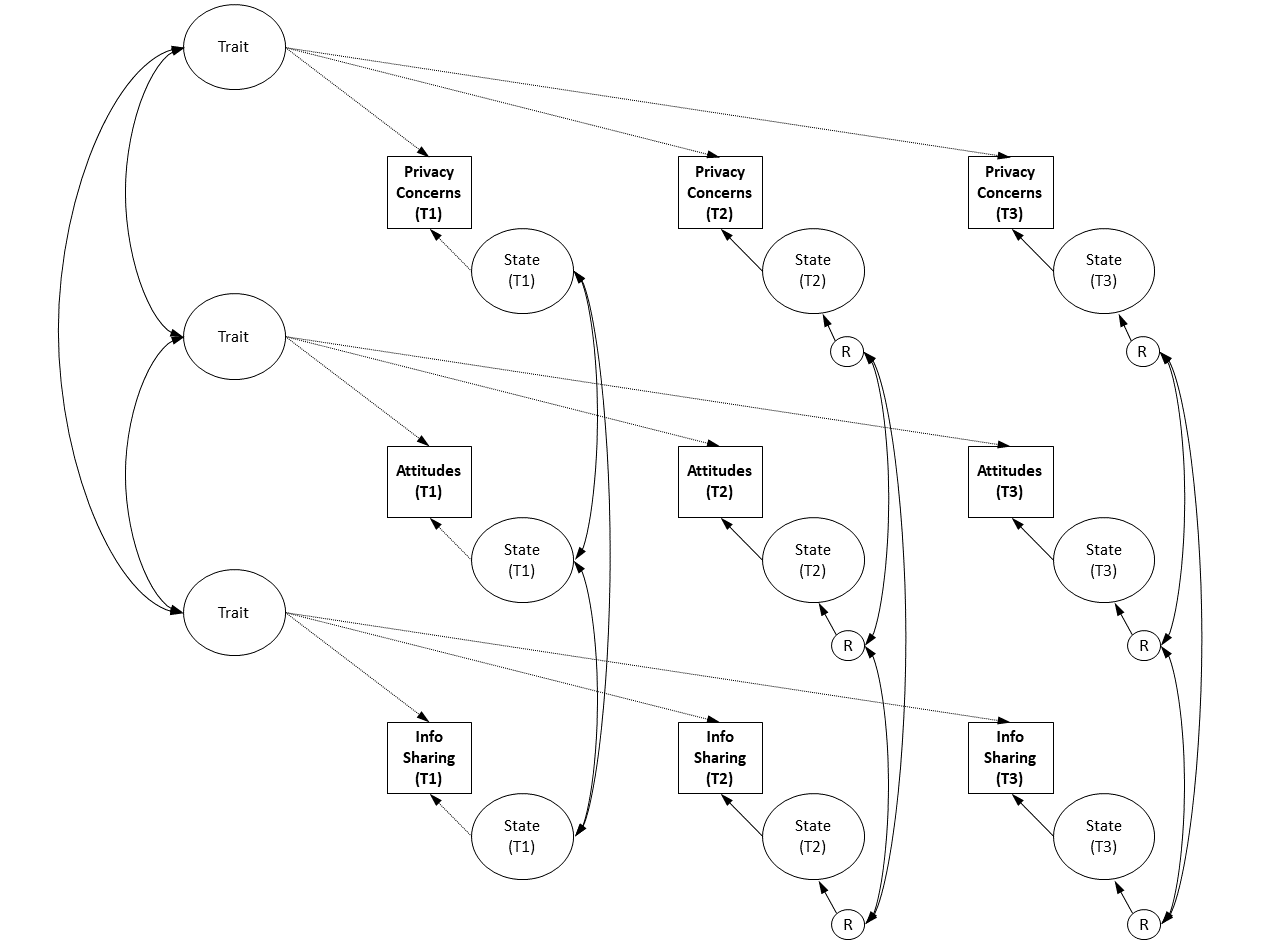 Trait
Privacy
Concerns
(T1)
Privacy
Concerns
(T2)
Privacy
Concerns
(T3)
State
(T1)
State
(T2)
State
(T3)
Trait
R
R
Attitudes
(T1)
Attitudes
(T2)
Attitudes
(T3)
State
(T1)
State
(T2)
State
(T3)
Trait
R
R
Info
Sharing
(T1)
Info
Sharing
(T2)
Info
Sharing
(T3)
State
(T1)
State
(T2)
State
(T3)
R
R